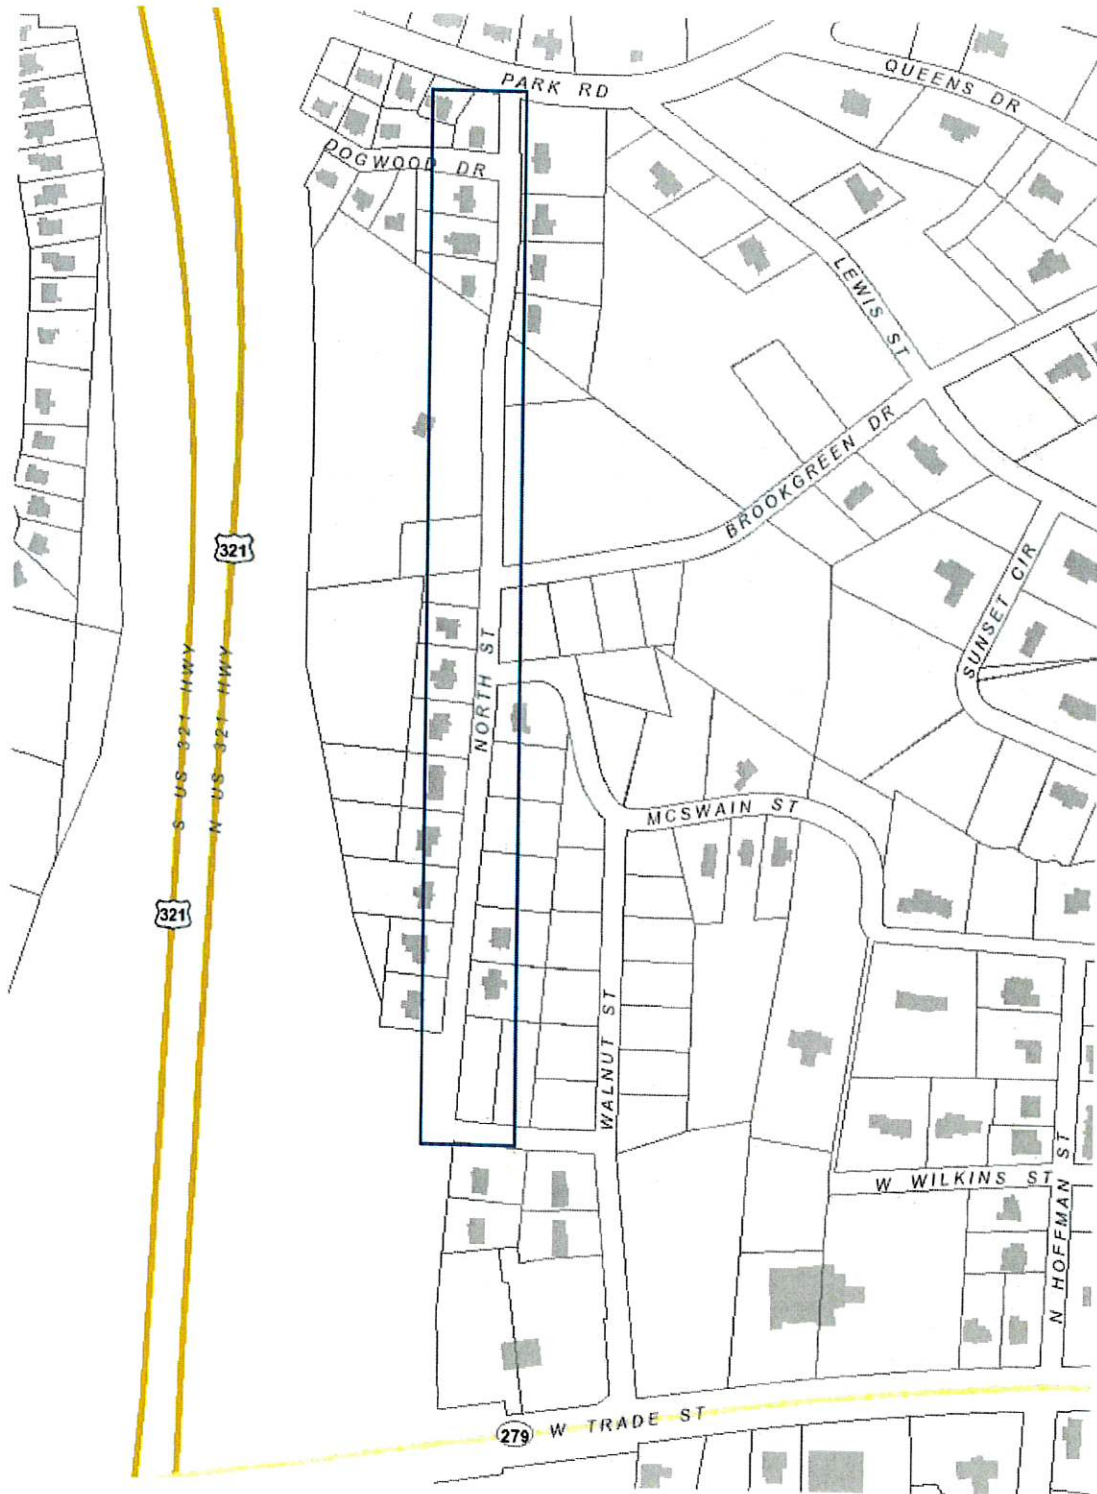 PARK RD
QUEENS DR
DOGWOOD DR
LEWIS ST
BROOKGREEN DR
321
SUNSET CIR
NORTH ST
S US 321 HWY
N US 321 HWY
MCSWAIN ST
321
WALNUT ST
W WILKINS ST
N HOFFMAN ST
279
W TRADE ST